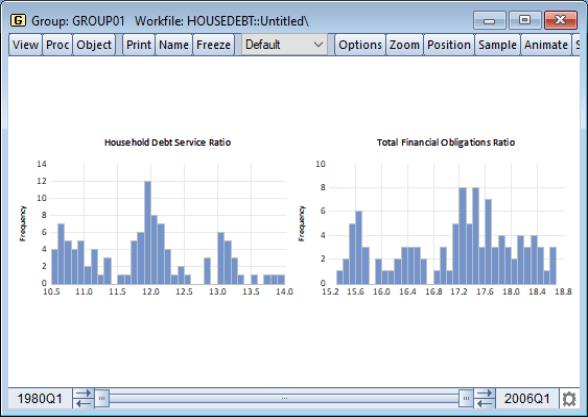 G Group: GROUP01 Workfile: HOUSEDEBT::Untitled\
View Proc Object Print Name Freeze Default Options Zoom Position Sample Animate S
Household Debt Service Ratio
Frequency
14
12
10
8
6
4
2
0
10.5 11.0 11.5 12.0 12.5 13.0 13.5 14.0
Total Financial Obligations Ratio
Frequency
10
8
6
4
2
0
15.2 15.6 16.0 16.4 16.8 17.2 17.6 18.0 18.4 18.8
1980Q1 2006Q1